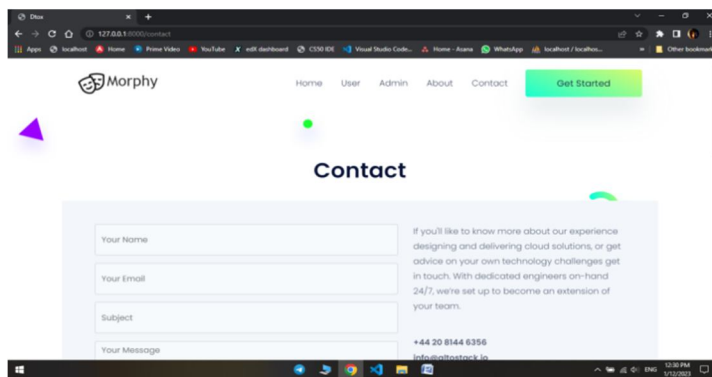 Dtox
127.0.0.1:8000/contact
Apps localhost Home Prime Video YouTube edX dashboard CS50 IDE Visual Studio Code... Home - Asana WhatsApp localhost / localhos... Other bookmark
Morphy Home User Admin About Contact Get Started
Contact
Your Name
Your Email
Subject
Your Message
If you'll like to know more about our experience
designing and delivering cloud solutions, or get
advice on your own technology challenges get
in touch. With dedicated engineers on-hand
24/7, we're set up to become an extension of
your team.
+44 20 8144 6356
info@altostack.io
ENG 12:30 PM
1/12/2023